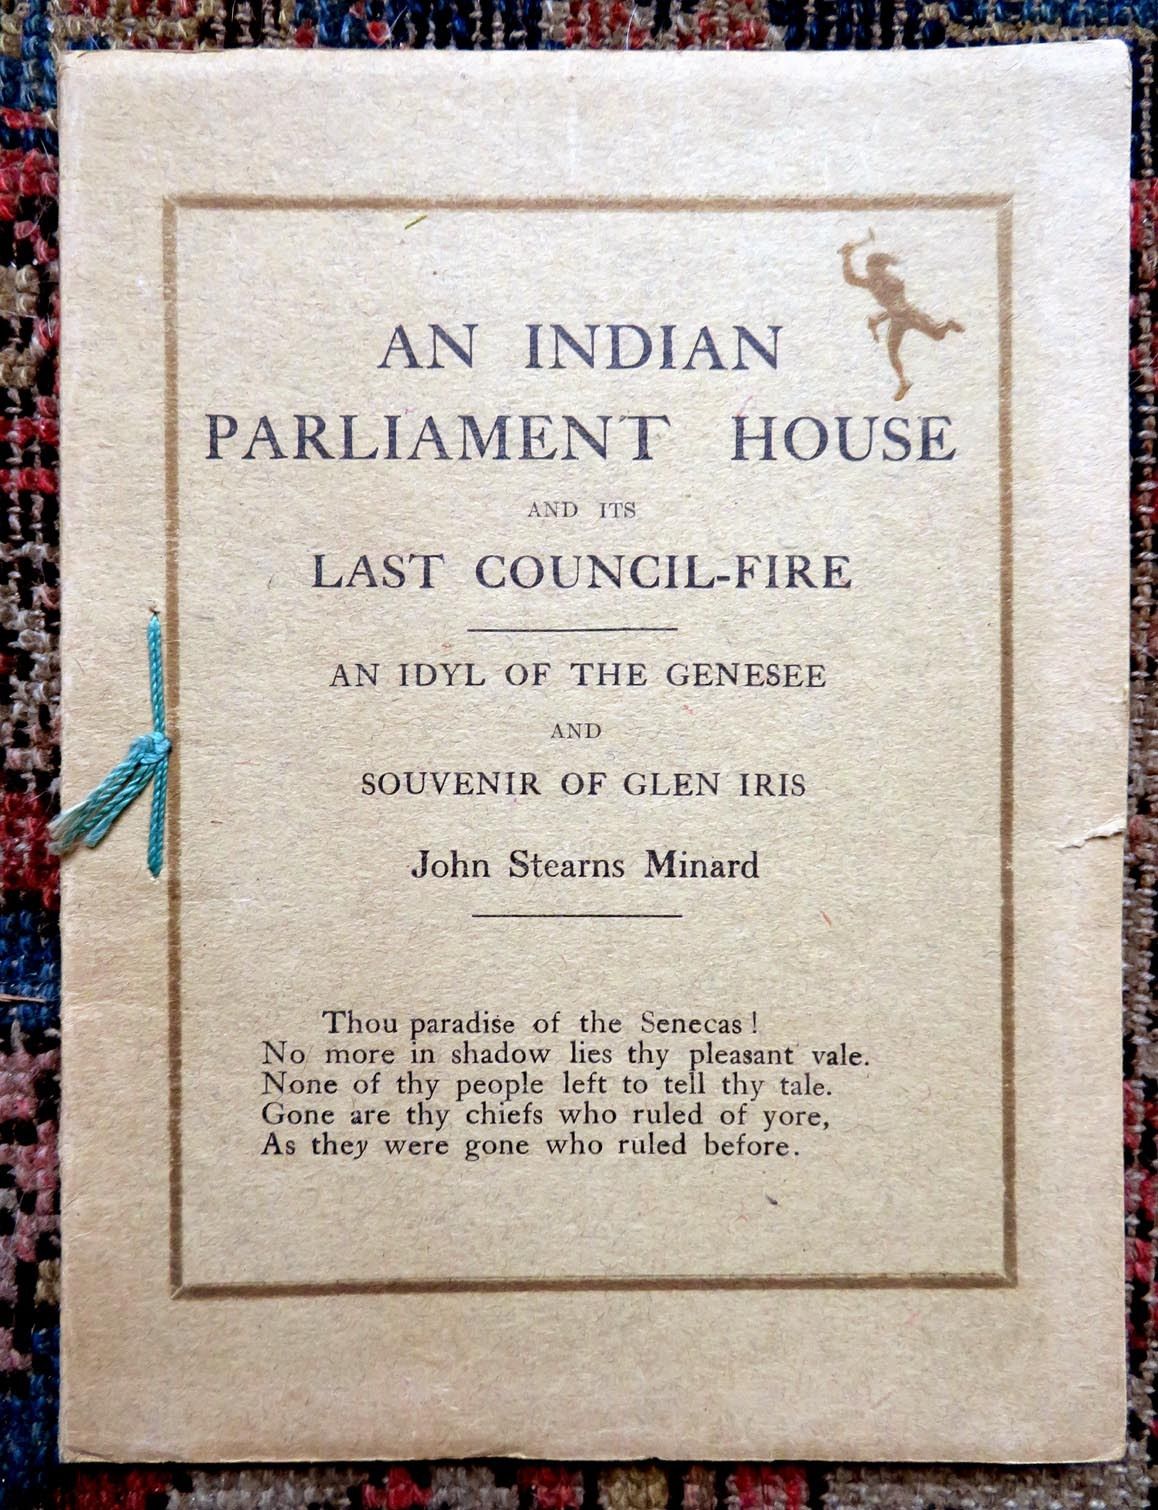 AN INDIAN
PARLIAMENT HOUSE
AND ITS
LAST COUNCIL-FIRE
AN IDYL OF THE GENESEE
AND
SOUVENIR OF GLEN IRIS
John Stearns Minard
Thou paradise of the Senecas!
No more in shadow lies thy pleasant vale.
None of thy people left to tell thy tale.
Gone are thy chiefs who ruled of yore,
As they were gone who ruled before.